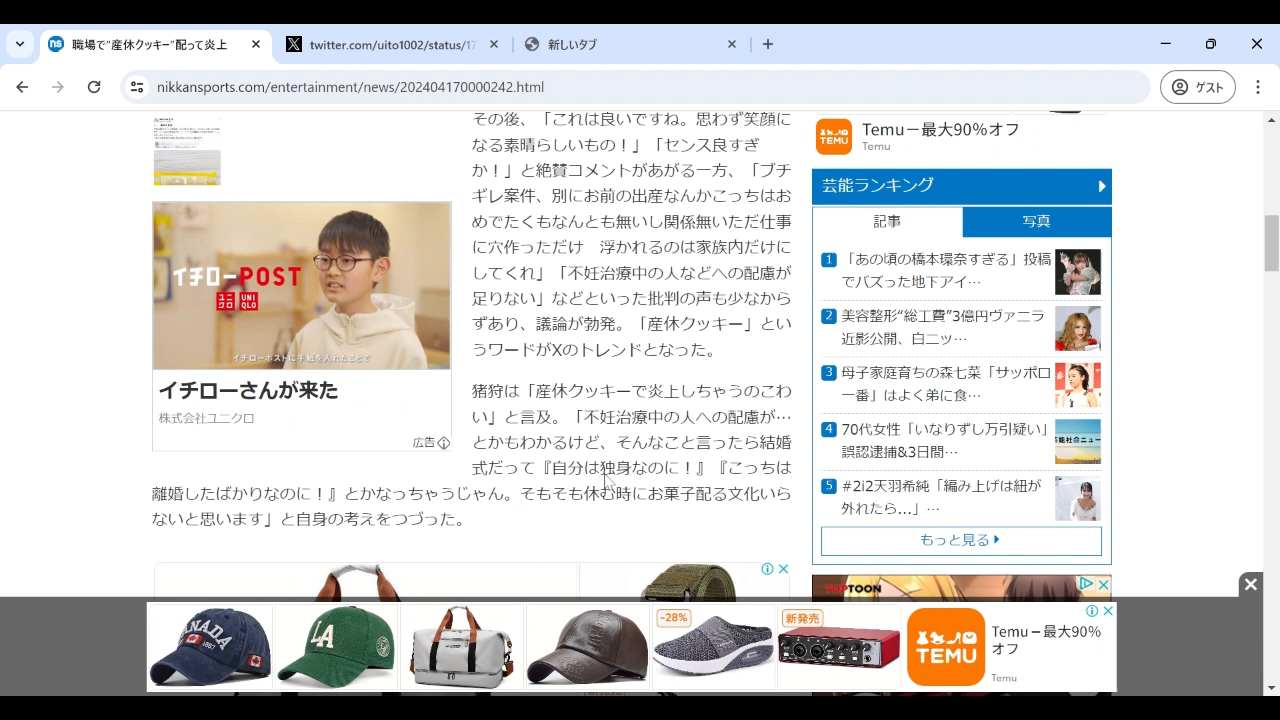 職場で“産休クッキー”配って炎上
twitter.com/uito1002/status/17
新しいタブ
nikkansports.com/entertainment/news/202404170000242.html
ゲスト
その後、「これは良いですね。思わず笑顔に
なる素晴らしいもの！」「センス良すぎ
か！」と絶賛コメントがあがる一方、「ブチ
ギレ案件、別にお前の出産なんかこっちはお
めでたくもなんとも無いし関係無いただ仕事
に穴作っただけ　浮かれるのは家族内だけに
してくれ」「不妊治療中の人などへの配慮が
足りない」などといった批判の声も少なから
ずあり、議論が勃発。「産休クッキー」とい
うワードがXのトレンドとなった。
猪狩は「産休クッキーで炎上しちゃうのこわ
い」と言及。「不妊治療中の人への配慮が…
とかもわかるけど、そんなこと言ったら結婚
式だって『自分は独身なのに！』『こっちは
離婚したばかりなのに！』とかなっちゃうじゃん。そもそも休む時にお菓子配る文化いら
ないと思います」と自身の考えをつづった。
イチローPOST
ユニクロ UNIQLO
イチローポストに手紙を入れたことで
イチローさんが来た
株式会社ユニクロ
広告
TEMU
Temu－最大90％オフ
Temu
芸能ランキング
記事
写真
1 「あの頃の橋本環奈すぎる」投稿
でバズった地下アイ…
2 美容整形“総工費”3億円ヴァニラ
近影公開、白ニッ…
3 母子家庭育ちの森七菜「サッポロ
一番」はよく弟に食…
4 70代女性「いなりずし万引疑い」
誤認逮捕&3日間…
5 #2i2天羽希純「編み上げは紐が
外れたら…」…
もっと見る
TOPTOON
CANADA
LA
-28%
新発売
TEMU
Temu－最大90%
オフ
Temu